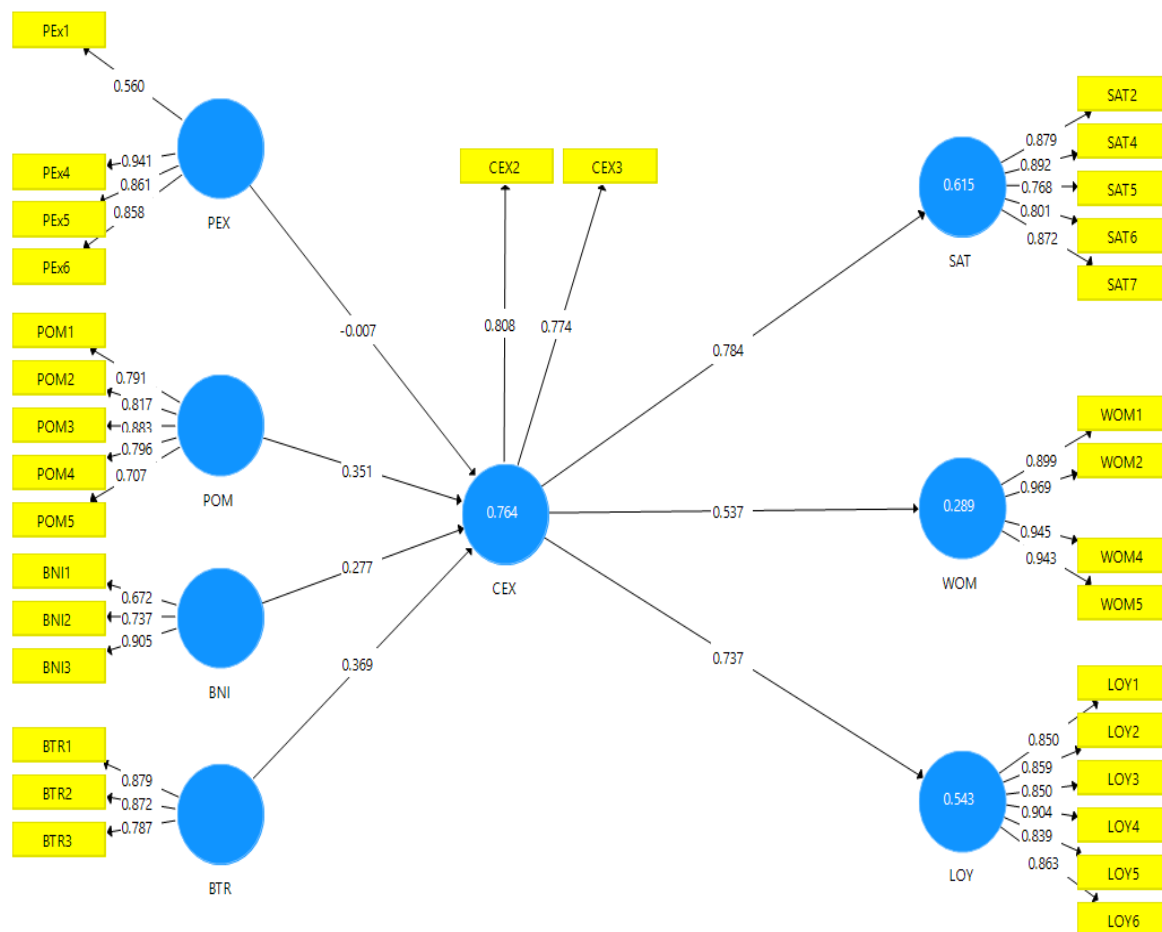 PEx1
0.560
PEx4
0.941
PEx5
0.861
PEx6
0.858
PEX
-0.007
POM1
0.791
POM2
0.817
POM3
0.883
POM4
0.796
POM5
0.707
POM
0.351
BNI1
0.672
BNI2
0.737
BNI3
0.905
BNI
0.277
BTR1
0.879
BTR2
0.872
BTR3
0.787
BTR
0.369
CEX2
CEX3
0.808
0.774
0.764
CEX
0.784
0.537
0.737
0.615
SAT
0.879
SAT2
0.892
SAT4
0.768
SAT5
0.801
SAT6
0.872
SAT7
0.289
WOM
0.899
WOM1
0.969
WOM2
0.945
WOM4
0.943
WOM5
0.543
LOY
0.850
LOY1
0.859
LOY2
0.850
LOY3
0.904
LOY4
0.839
LOY5
0.863
LOY6